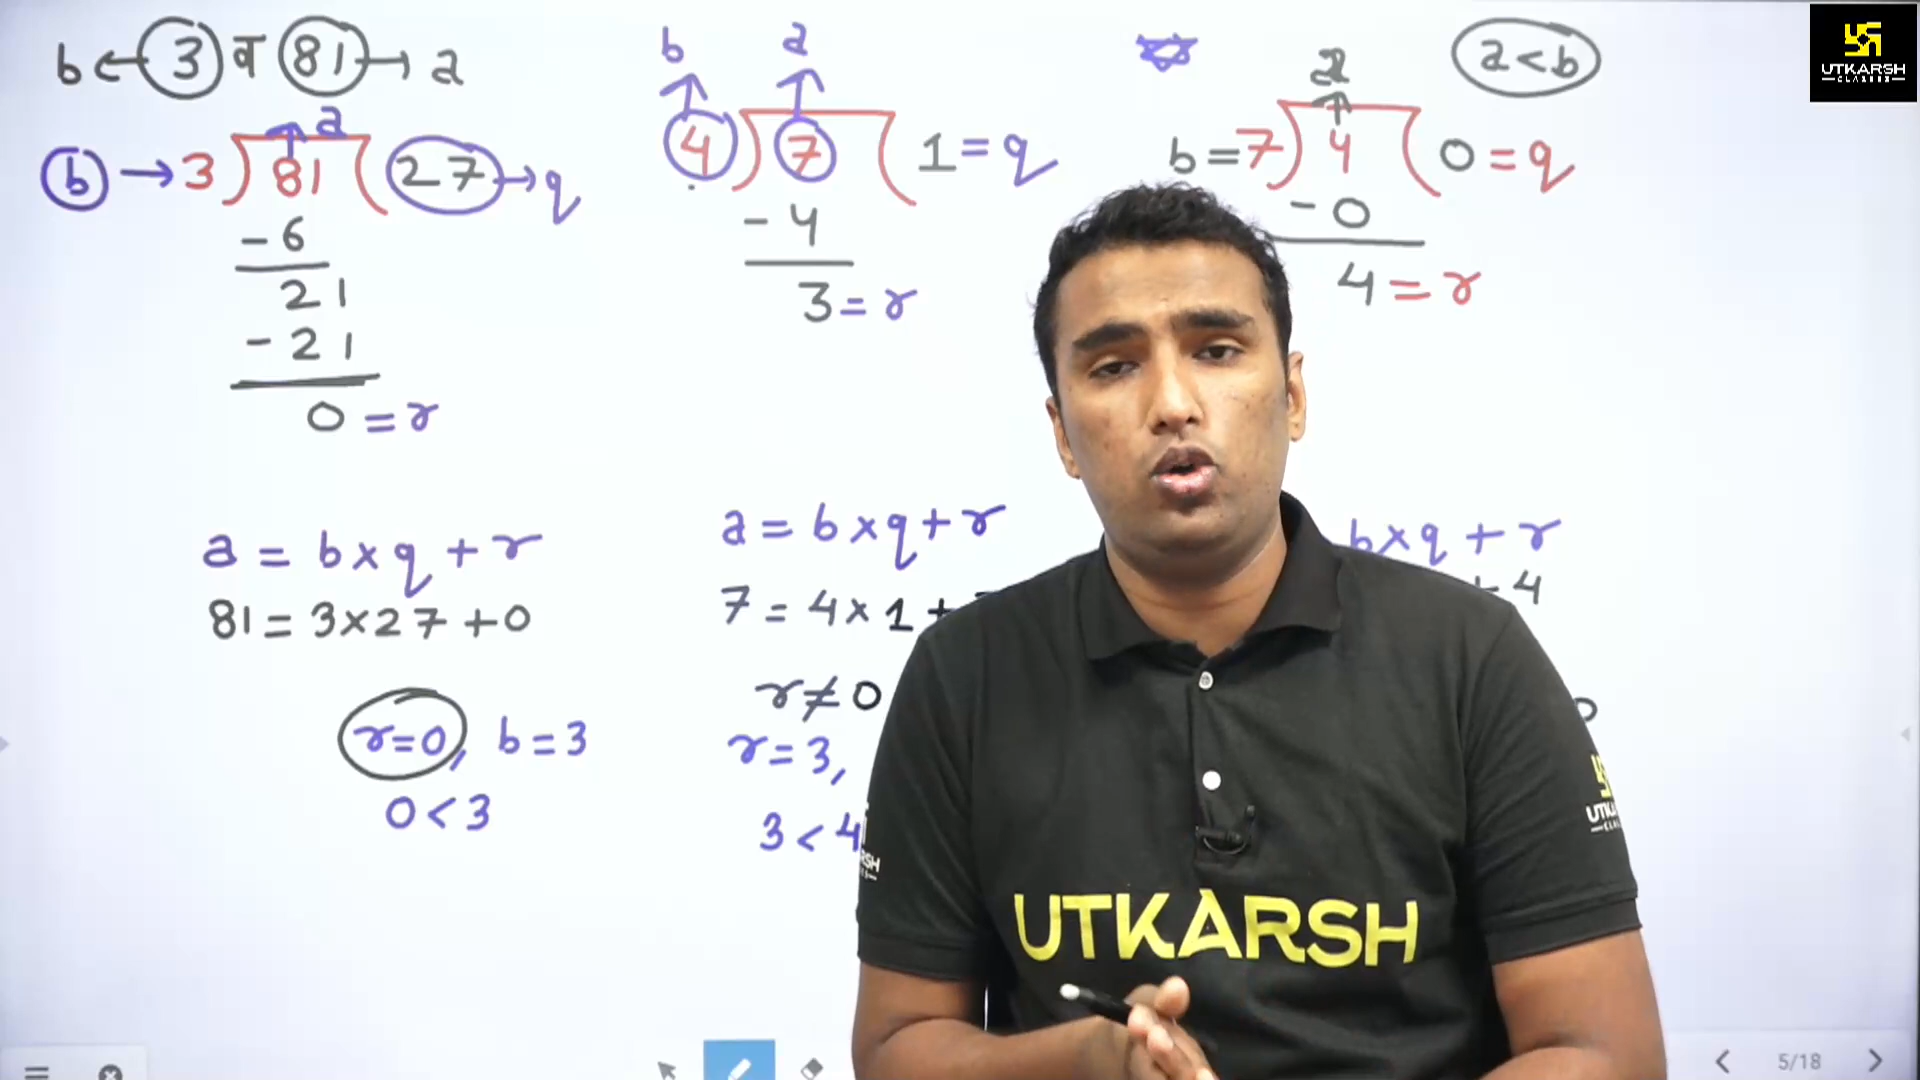 b ← 3 व 81 → a
a
b → 3 ) 81 ( 27 → q
- 6
21
- 21
0 = r
a = b × q + r
81 = 3 × 27 + 0
r = 0, b = 3
0 < 3
b a
4 ) 7 ( 1 = q
- 4
3 = r
a = b × q + r
7 = 4 × 1 +
r ≠ 0
r = 3,
3 < 4
a < b
a
b = 7 ) 4 ( 0 = q
- 0
4 = r
b × q + r
+ 4
UTKARSH
CLASSES
UTKARSH
5/18